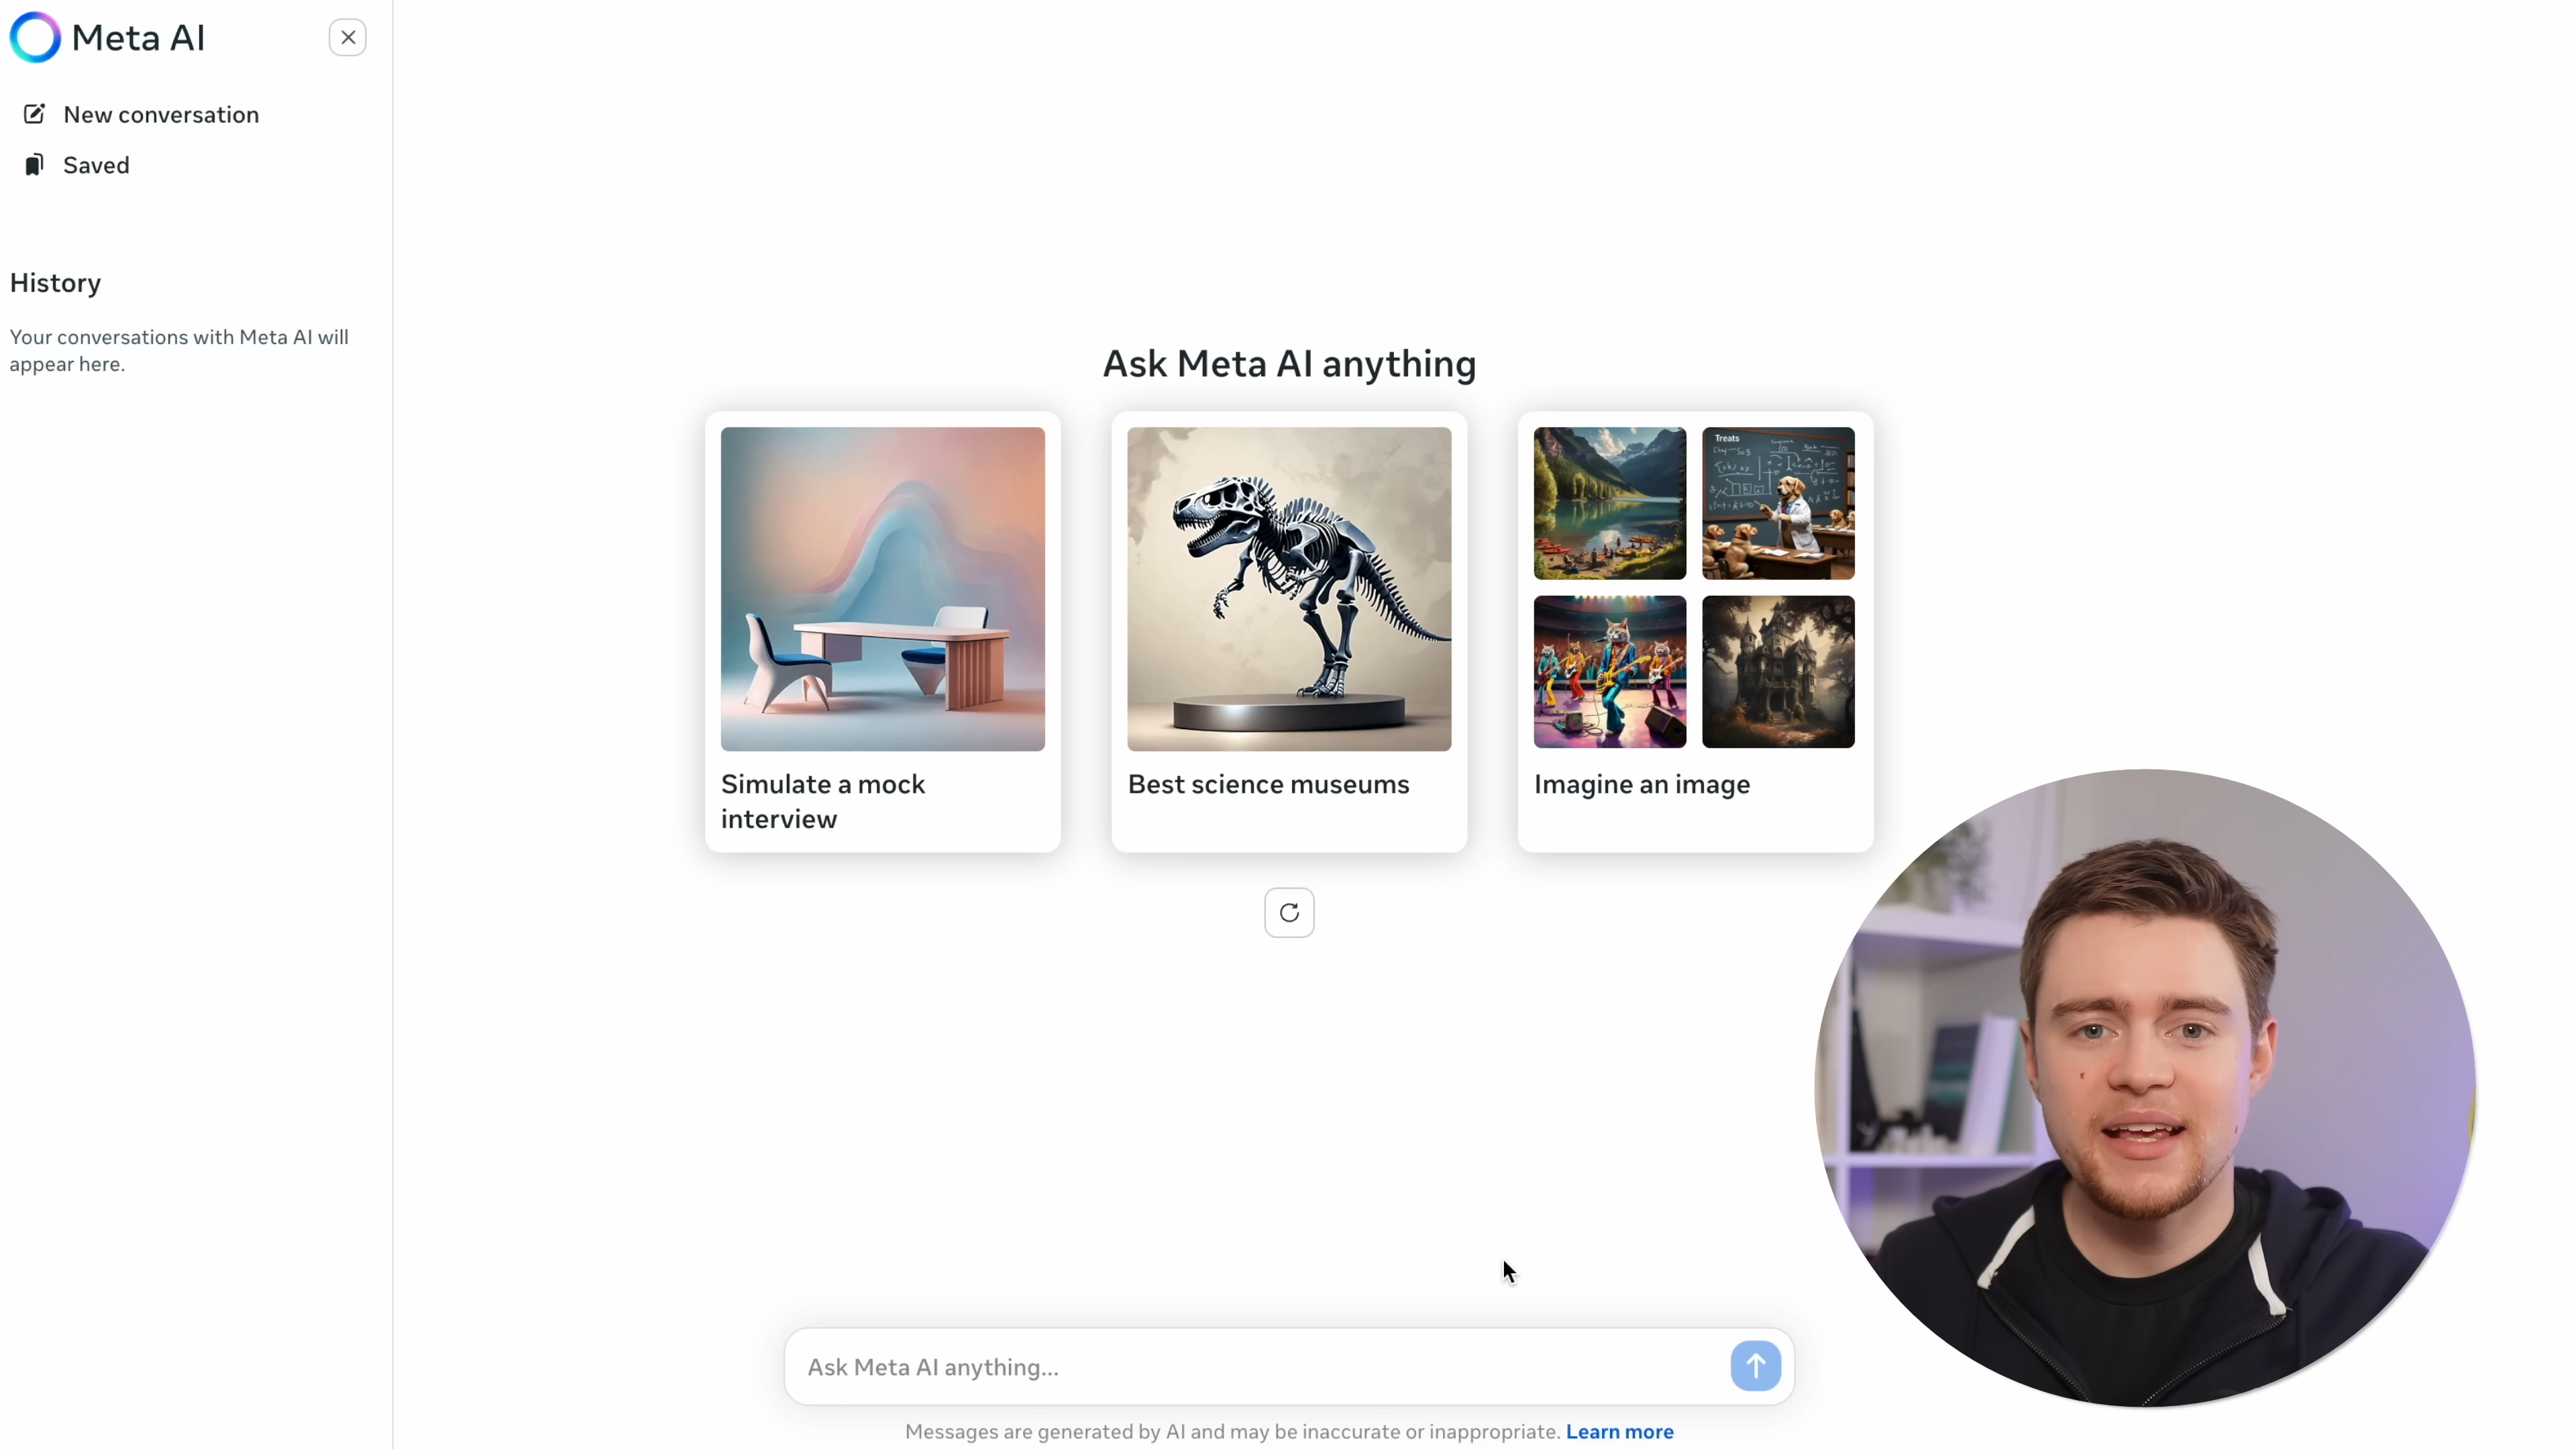 Meta AI
New conversation
Saved
History
Your conversations with Meta AI will
appear here.
Ask Meta AI anything
Treats
Simulate a mock
interview
Best science museums
Imagine an image
Ask Meta AI anything...
Messages are generated by AI and may be inaccurate or inappropriate. Learn more